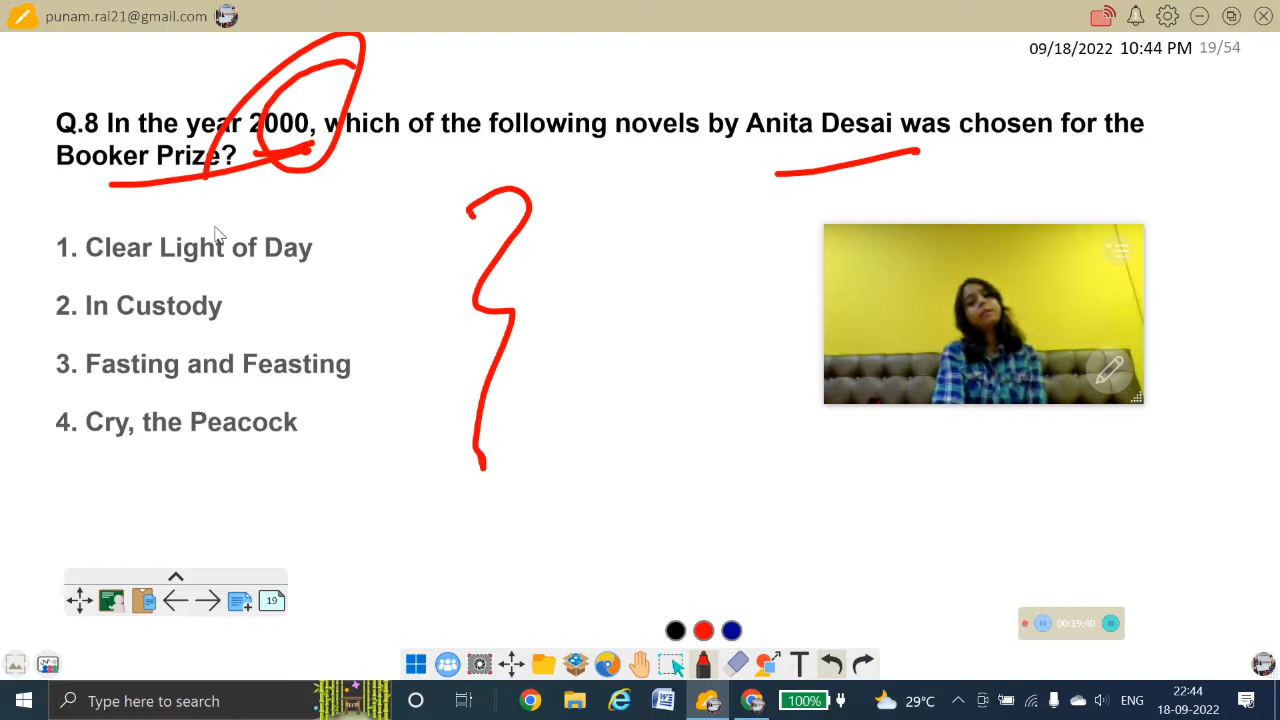 punam.rai21@gmail.com
09/18/2022 10:44 PM 19/54
Q.8 In the year 2000, which of the following novels by Anita Desai was chosen for the
Booker Prize?
1. Clear Light of Day
2. In Custody
3. Fasting and Feasting
4. Cry, the Peacock
19
00:19:40
T
Type here to search
100%
29°C
ENG
22:44
18-09-2022